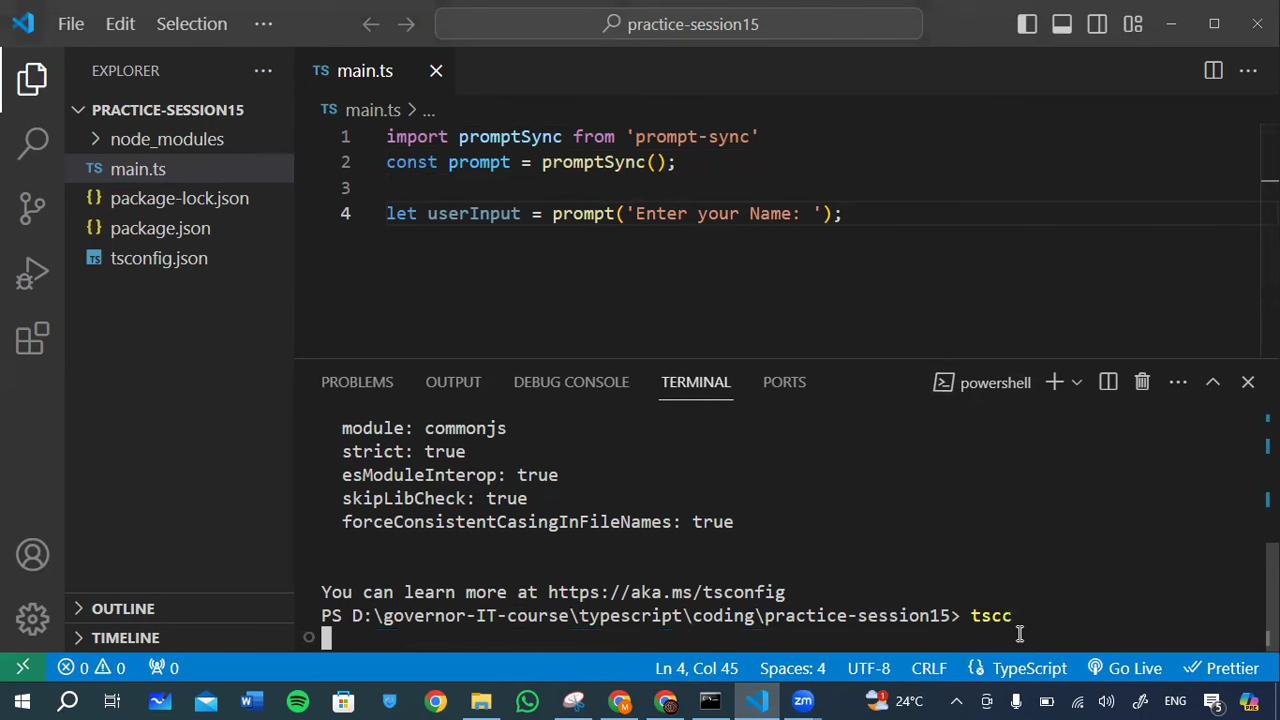 File Edit Selection ··· practice-session15
EXPLORER ···
PRACTICE-SESSION15
node_modules
TS main.ts
{} package-lock.json
{} package.json
tsconfig.json
OUTLINE
TIMELINE
TS main.ts
TS main.ts > ...
1 import promptSync from 'prompt-sync'
2 const prompt = promptSync();
3
4 let userInput = prompt('Enter your Name: ');
PROBLEMS OUTPUT DEBUG CONSOLE TERMINAL PORTS powershell
module: commonjs
strict: true
esModuleInterop: true
skipLibCheck: true
forceConsistentCasingInFileNames: true
You can learn more at https://aka.ms/tsconfig
PS D:\governor-IT-course\typescript\coding\practice-session15> tscc
0 0 0 Ln 4, Col 45 Spaces: 4 UTF-8 CRLF {} TypeScript Go Live Prettier
24°C ENG 5